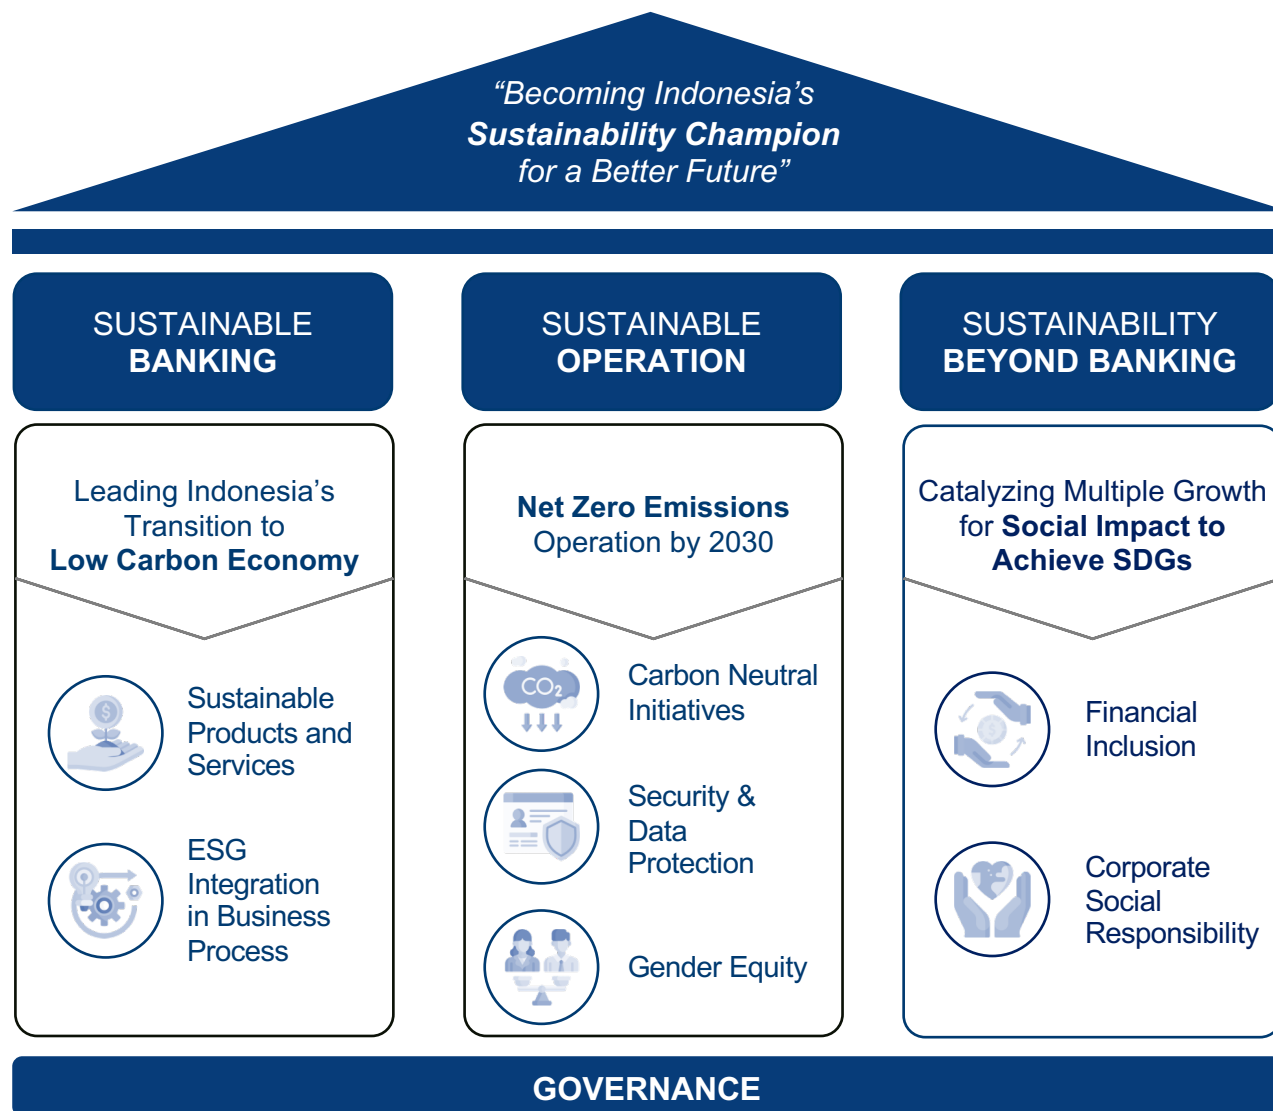 “Becoming Indonesia’s
Sustainability Champion
for a Better Future”
SUSTAINABLE
BANKING
Leading Indonesia’s
Transition to
Low Carbon Economy
Sustainable
Products and
Services
ESG
Integration
in Business
Process
SUSTAINABLE
OPERATION
Net Zero Emissions
Operation by 2030
CO2
Carbon Neutral
Initiatives
Security &
Data
Protection
Gender Equity
SUSTAINABILITY
BEYOND BANKING
Catalyzing Multiple Growth
for Social Impact to
Achieve SDGs
$
Financial
Inclusion
Corporate
Social
Responsibility
GOVERNANCE